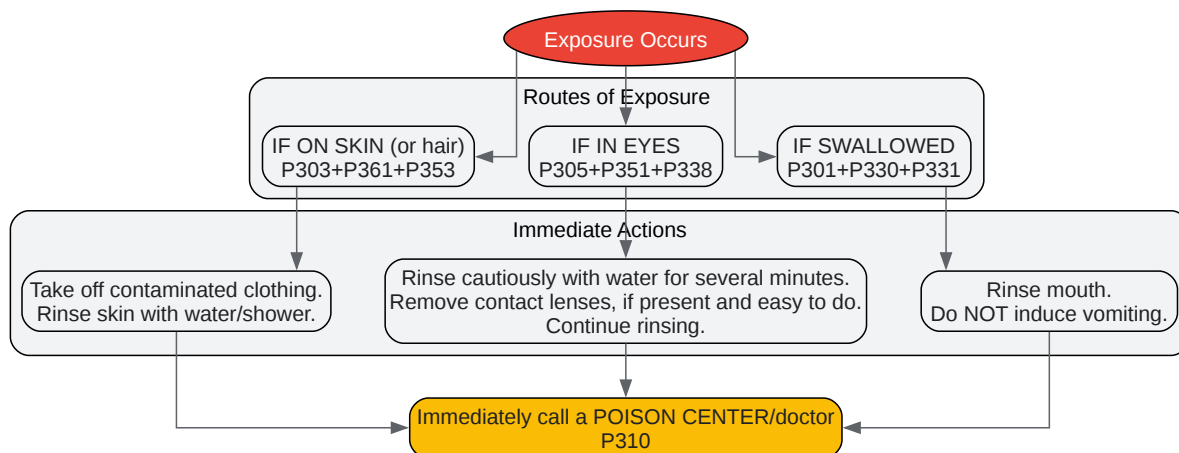 Exposure Occurs
Routes of Exposure
IF ON SKIN (or hair)
P303+P361+P353
IF IN EYES
P305+P351+P338
IF SWALLOWED
P301+P330+P331
Immediate Actions
Take off contaminated clothing.
Rinse skin with water/shower.
Rinse cautiously with water for several minutes.
Remove contact lenses, if present and easy to do.
Continue rinsing.
Rinse mouth.
Do NOT induce vomiting.
Immediately call a POISON CENTER/doctor
P310